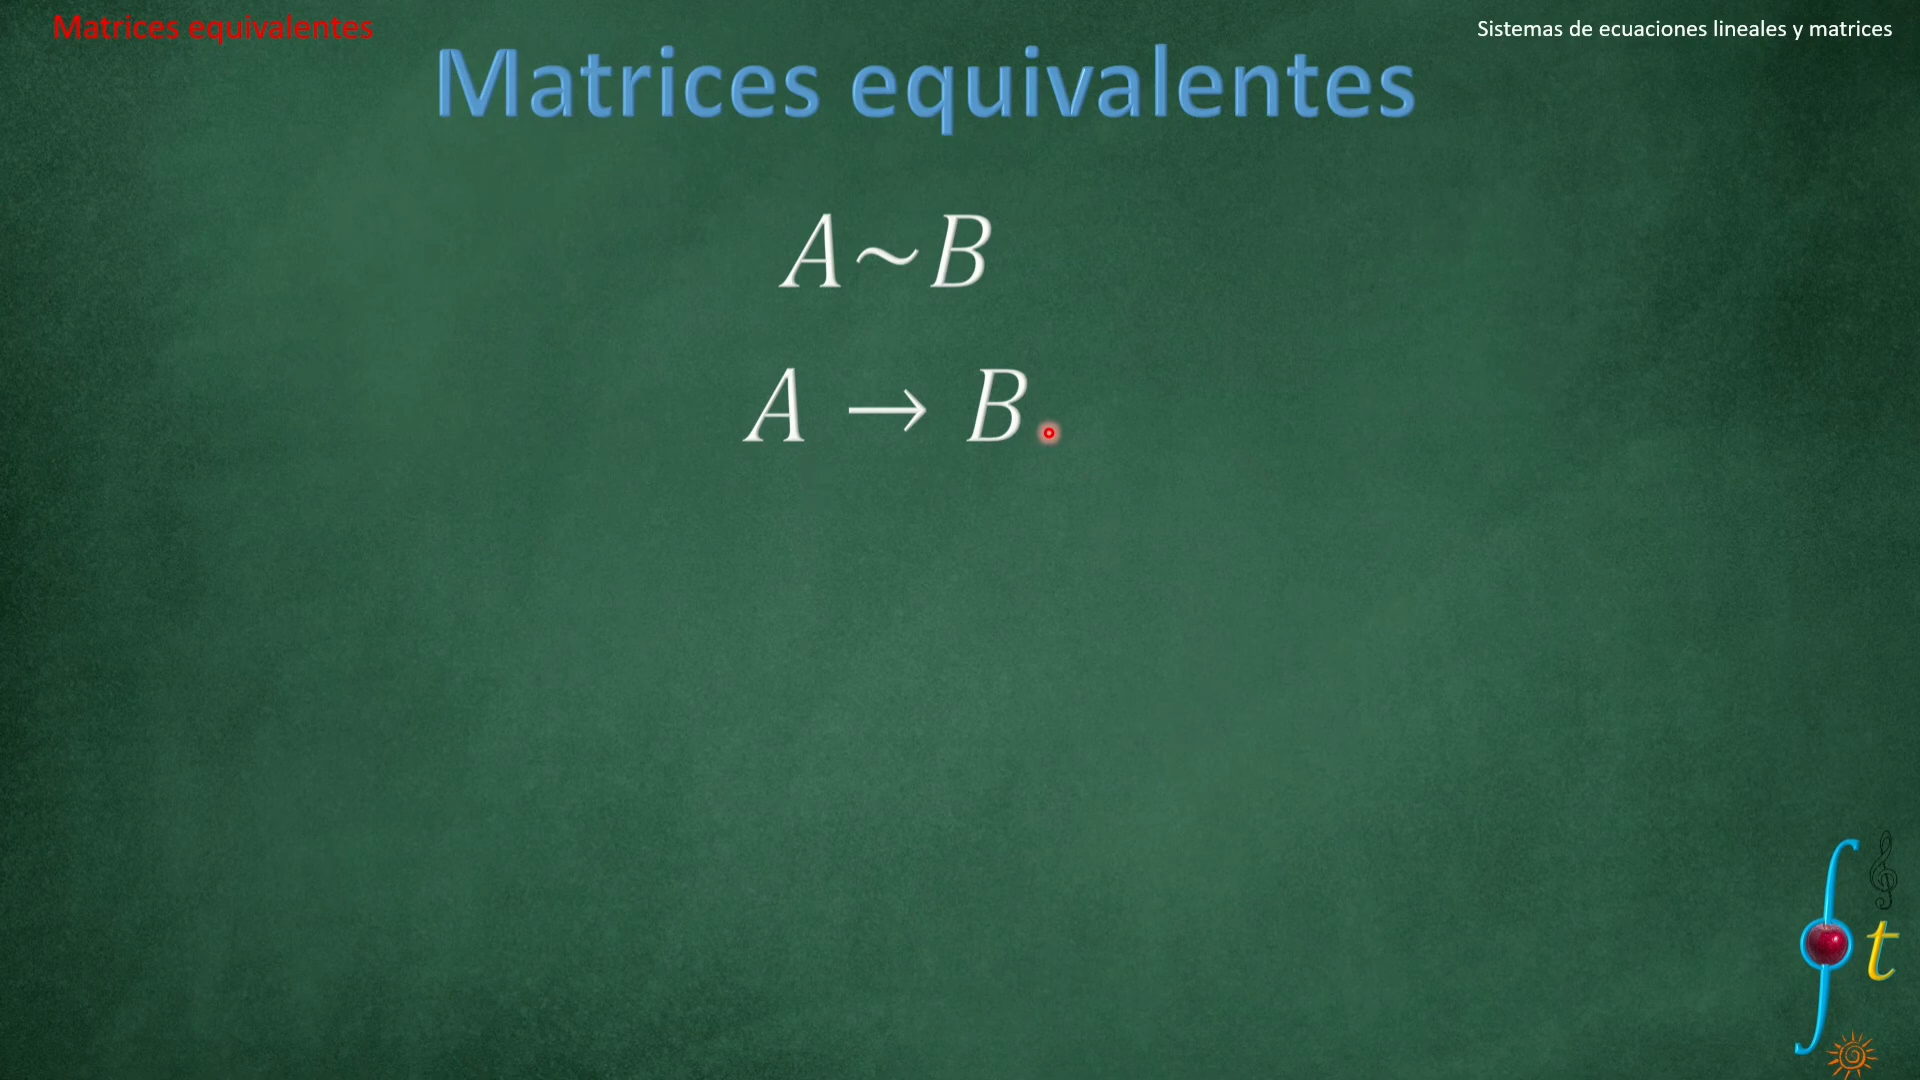 Matrices equivalentes
Sistemas de ecuaciones lineales y matrices
Matrices equivalentes
A~B
A → B
t